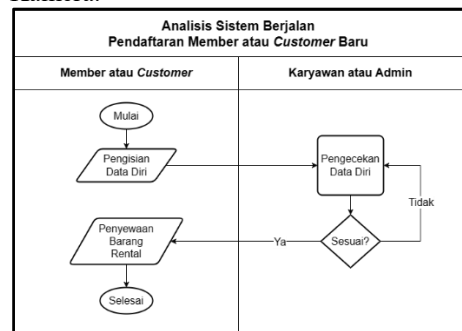 Analisis Sistem Berjalan
Pendaftaran Member atau Customer Baru
Member atau Customer
Karyawan atau Admin
Mulai
Pengisian
Data Diri
Pengecekan
Data Diri
Tidak
Penyewaan
Barang
Rental
Ya
Sesuai?
Selesai